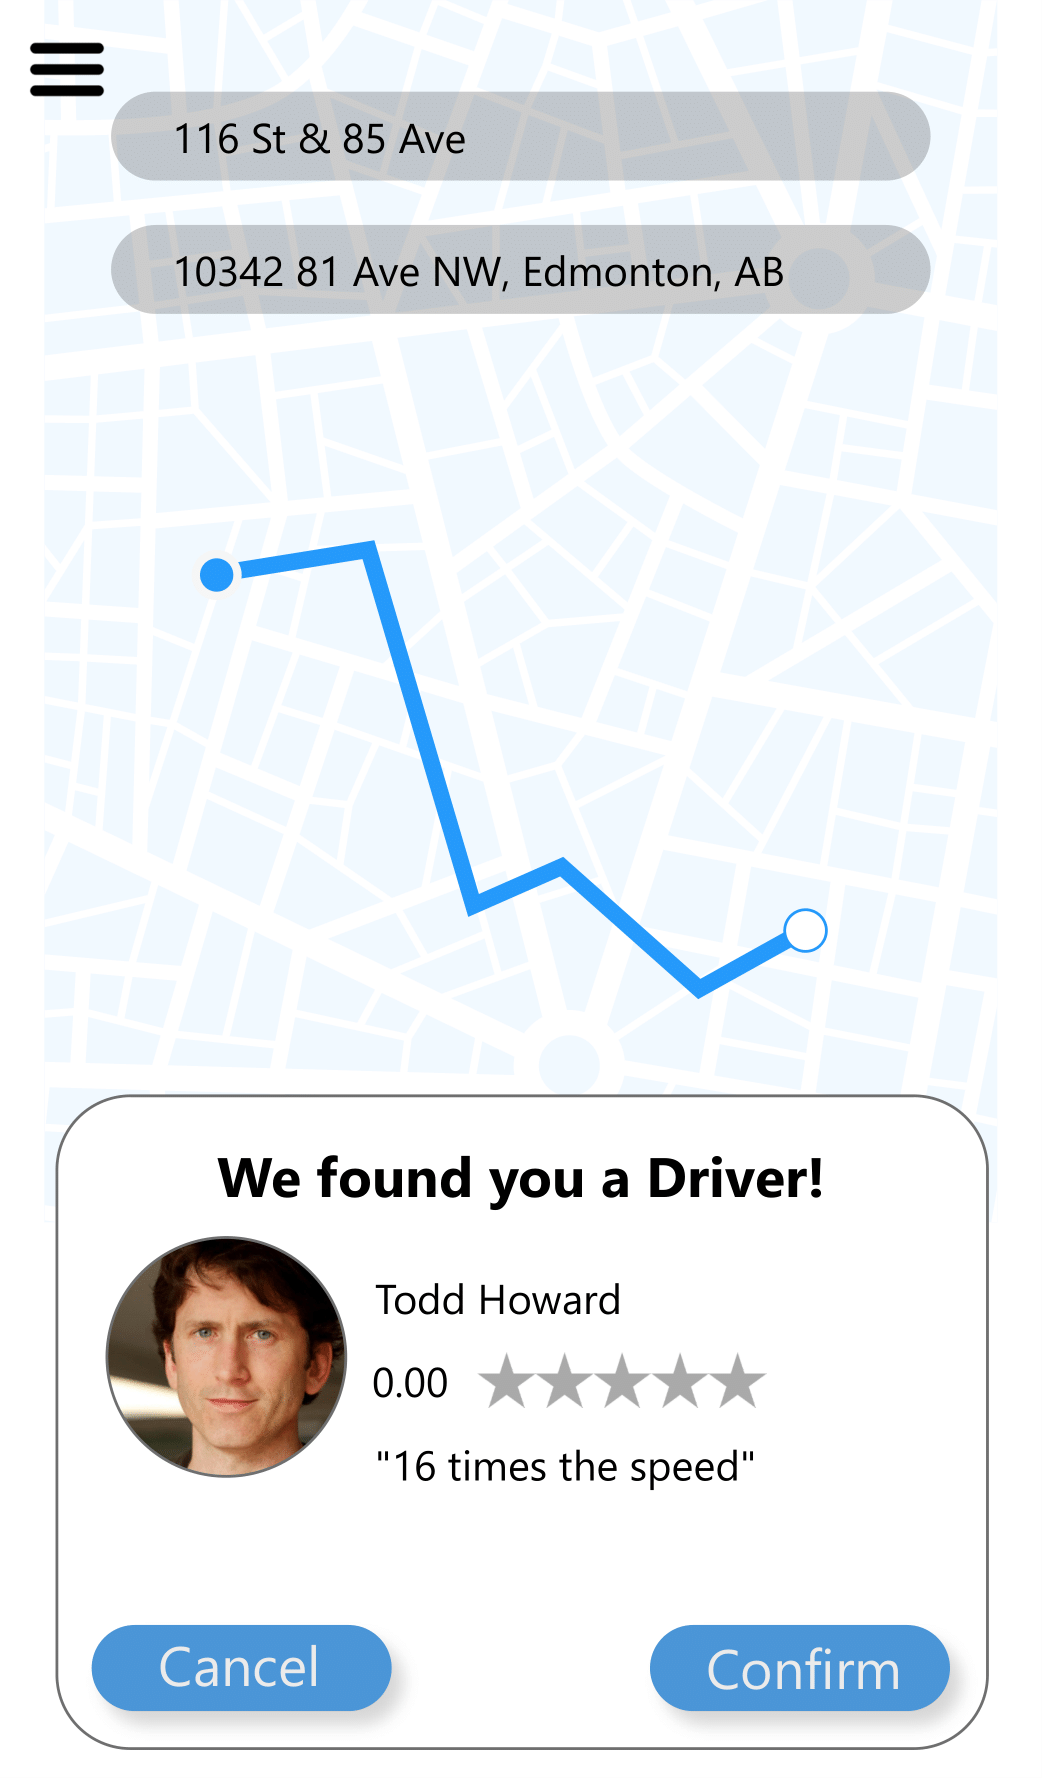 116 St & 85 Ave
10342 81 Ave NW, Edmonton, AB
We found you a Driver!
Todd Howard
0.00
"16 times the speed"
Cancel
Confirm